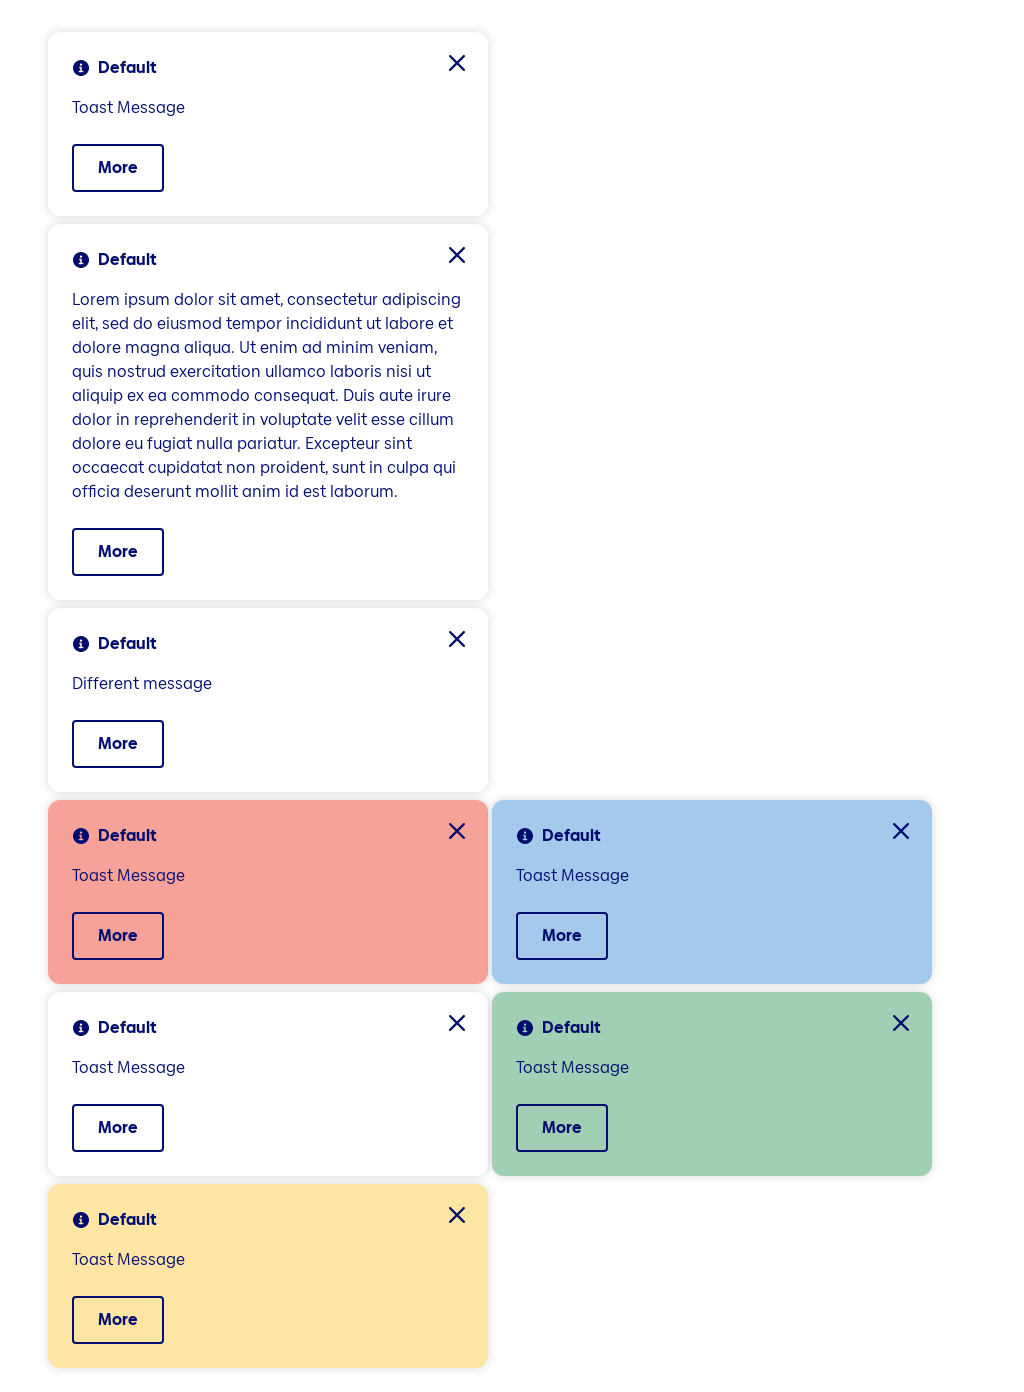 Default
Toast Message
More
Default
Lorem ipsum dolor sit amet, consectetur adipiscing
elit, sed do eiusmod tempor incididunt ut labore et
dolore magna aliqua. Ut enim ad minim veniam,
quis nostrud exercitation ullamco laboris nisi ut
aliquip ex ea commodo consequat. Duis aute irure
dolor in reprehenderit in voluptate velit esse cillum
dolore eu fugiat nulla pariatur. Excepteur sint
occaecat cupidatat non proident, sunt in culpa qui
officia deserunt mollit anim id est laborum.
More
Default
Different message
More
Default
Toast Message
More
Default
Toast Message
More
Default
Toast Message
More
Default
Toast Message
More
Default
Toast Message
More